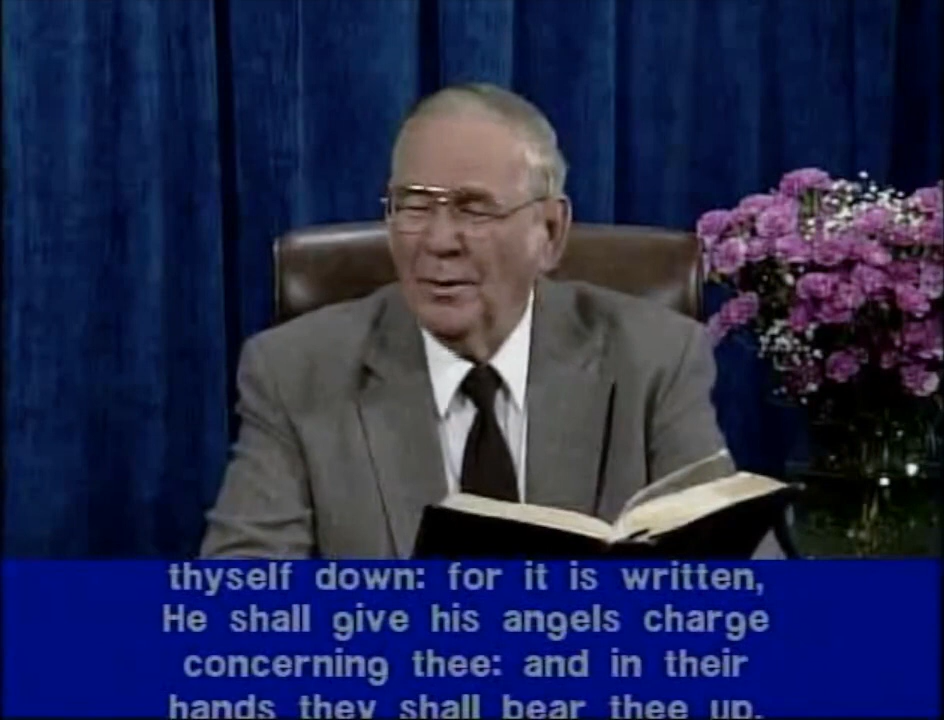 thyself down: for it is written,
He shall give his angels charge
concerning thee: and in their
hands they shall bear thee up,